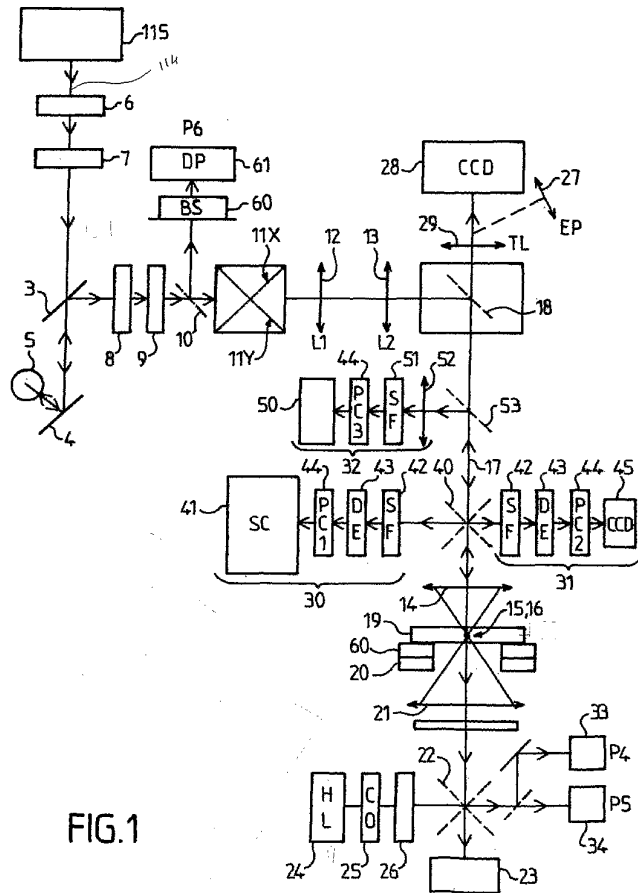 115
114
6
7
P6
DP
61
BS
60
28
CCD
27
EP
29
TL
3
8
9
10
11X
11Y
12
L1
13
L2
18
5
4
50
44
PC3
51
SF
52
53
32
17
40
41
SC
44
PC1
43
DE
42
SF
30
42
SF
43
DE
44
PC2
45
CCD
31
14
19
15,16
60
20
21
22
33
P4
P5
34
HL
24
CO
25
26
23
FIG.1